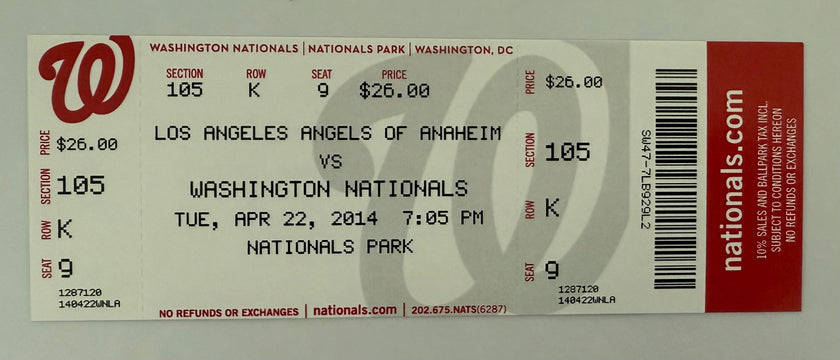 W
WASHINGTON NATIONALS | NATIONALS PARK | WASHINGTON, DC
SECTION ROW SEAT PRICE
105 K 9 $26.00
LOS ANGELES ANGELS OF ANAHEIM
VS
WASHINGTON NATIONALS
TUE, APR 22, 2014 7:05 PM
NATIONALS PARK
NO REFUNDS OR EXCHANGES | nationals.com | 202.675.NATS(6287)
PRICE $26.00
SECTION 105
ROW K
SEAT 9
1287120
140422WNLA
PRICE $26.00
SECTION 105
ROW K
SEAT 9
1287120
140422WNLA
SW47-7LB929L2
nationals.com
10% SALES AND BALLPARK TAX INCL.
SUBJECT TO CONDITIONS HEREON
NO REFUNDS OR EXCHANGES